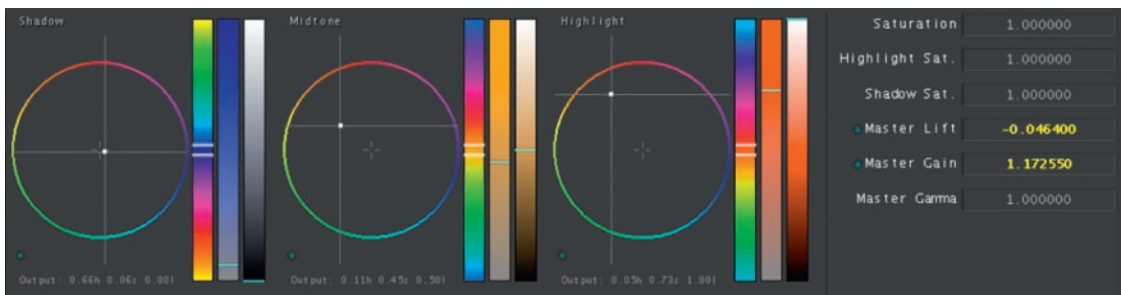 Shadow
Midtone
Highlight
Output: 0.66h 0.06s 0.00l
Output: 0.11h 0.45s 0.50l
Output: 0.05h 0.73s 1.00l
Saturation 1.000000
Highlight Sat. 1.000000
Shadow Sat. 1.000000
Master Lift -0.046400
Master Gain 1.172550
Master Gamma 1.000000